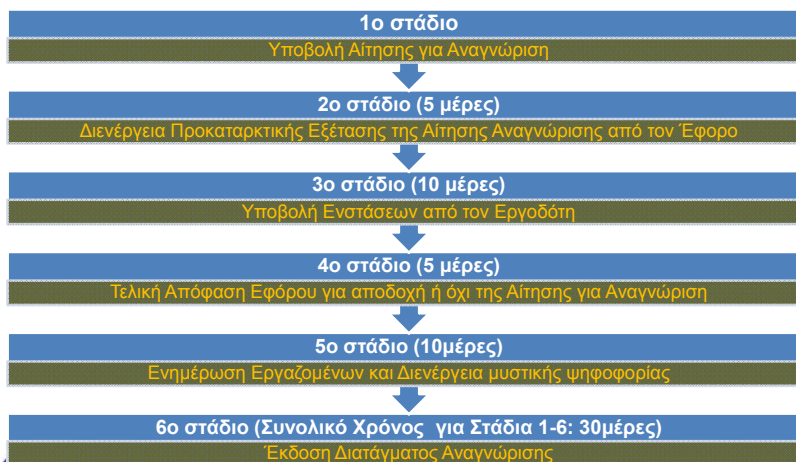 1ο στάδιο
Υποβολή Αίτησης για Αναγνώριση
2ο στάδιο (5 μέρες)
Διενέργεια Προκαταρκτικής Εξέτασης της Αίτησης Αναγνώρισης από τον Έφορο
3ο στάδιο (10 μέρες)
Υποβολή Ενστάσεων από τον Εργοδότη
4ο στάδιο (5 μέρες)
Τελική Απόφαση Εφόρου για αποδοχή ή όχι της Αίτησης για Αναγνώριση
5ο στάδιο (10μέρες)
Ενημέρωση Εργαζομένων και Διενέργεια μυστικής ψηφοφορίας
6ο στάδιο (Συνολικό Χρόνος για Στάδια 1-6: 30μέρες)
Έκδοση Διατάγματος Αναγνώρισης